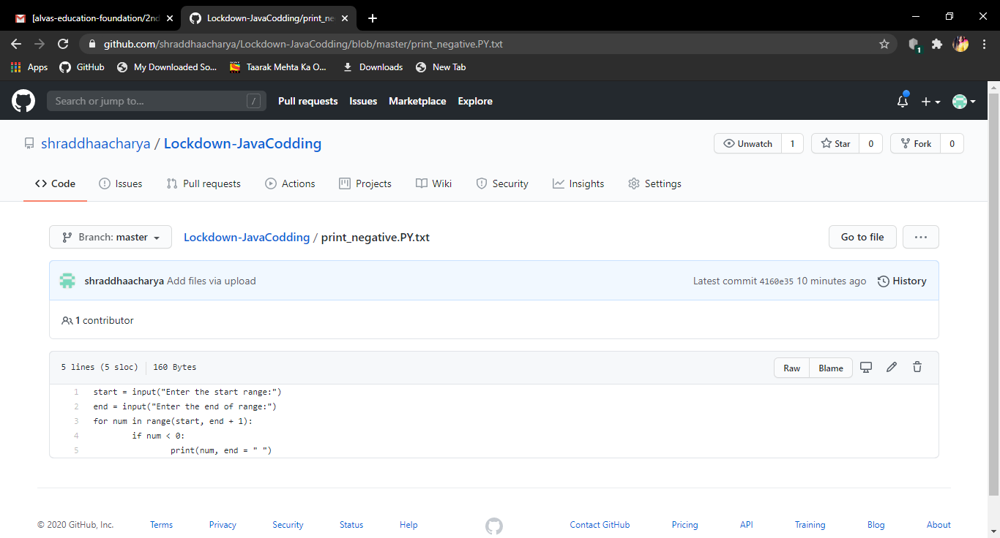 [alvas-education-foundation/2nd
Lockdown-JavaCodding/print_ne
github.com/shraddhaacharya/Lockdown-JavaCodding/blob/master/print_negative.PY.txt
1
Apps GitHub My Downloaded So... Taarak Mehta Ka O... Downloads New Tab
Search or jump to... / Pull requests Issues Marketplace Explore
shraddhaacharya / Lockdown-JavaCodding
Unwatch 1 Star 0 Fork 0
Code Issues Pull requests Actions Projects Wiki Security Insights Settings
Branch: master Lockdown-JavaCodding / print_negative.PY.txt Go to file ...
shraddhaacharya Add files via upload Latest commit 4160e35 10 minutes ago History
1 contributor
5 lines (5 sloc) 160 Bytes Raw Blame
1 start = input("Enter the start range:")
2 end = input("Enter the end of range:")
3 for num in range(start, end + 1):
4 if num < 0:
5 print(num, end = " ")
© 2020 GitHub, Inc. Terms Privacy Security Status Help Contact GitHub Pricing API Training Blog About